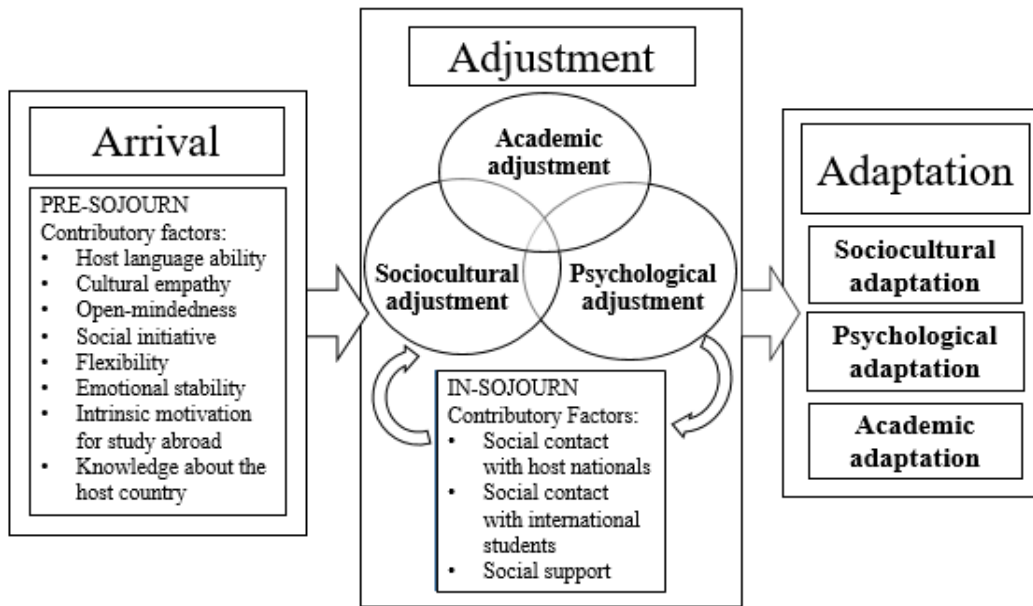 Arrival
PRE-SOJOURN
Contributory factors:
• Host language ability
• Cultural empathy
• Open-mindedness
• Social initiative
• Flexibility
• Emotional stability
• Intrinsic motivation
for study abroad
• Knowledge about the
host country
Adjustment
Academic
adjustment
Sociocultural
adjustment
Psychological
adjustment
IN-SOJOURN
Contributory Factors:
• Social contact
with host nationals
• Social contact
with international
students
• Social support
Adaptation
Sociocultural
adaptation
Psychological
adaptation
Academic
adaptation